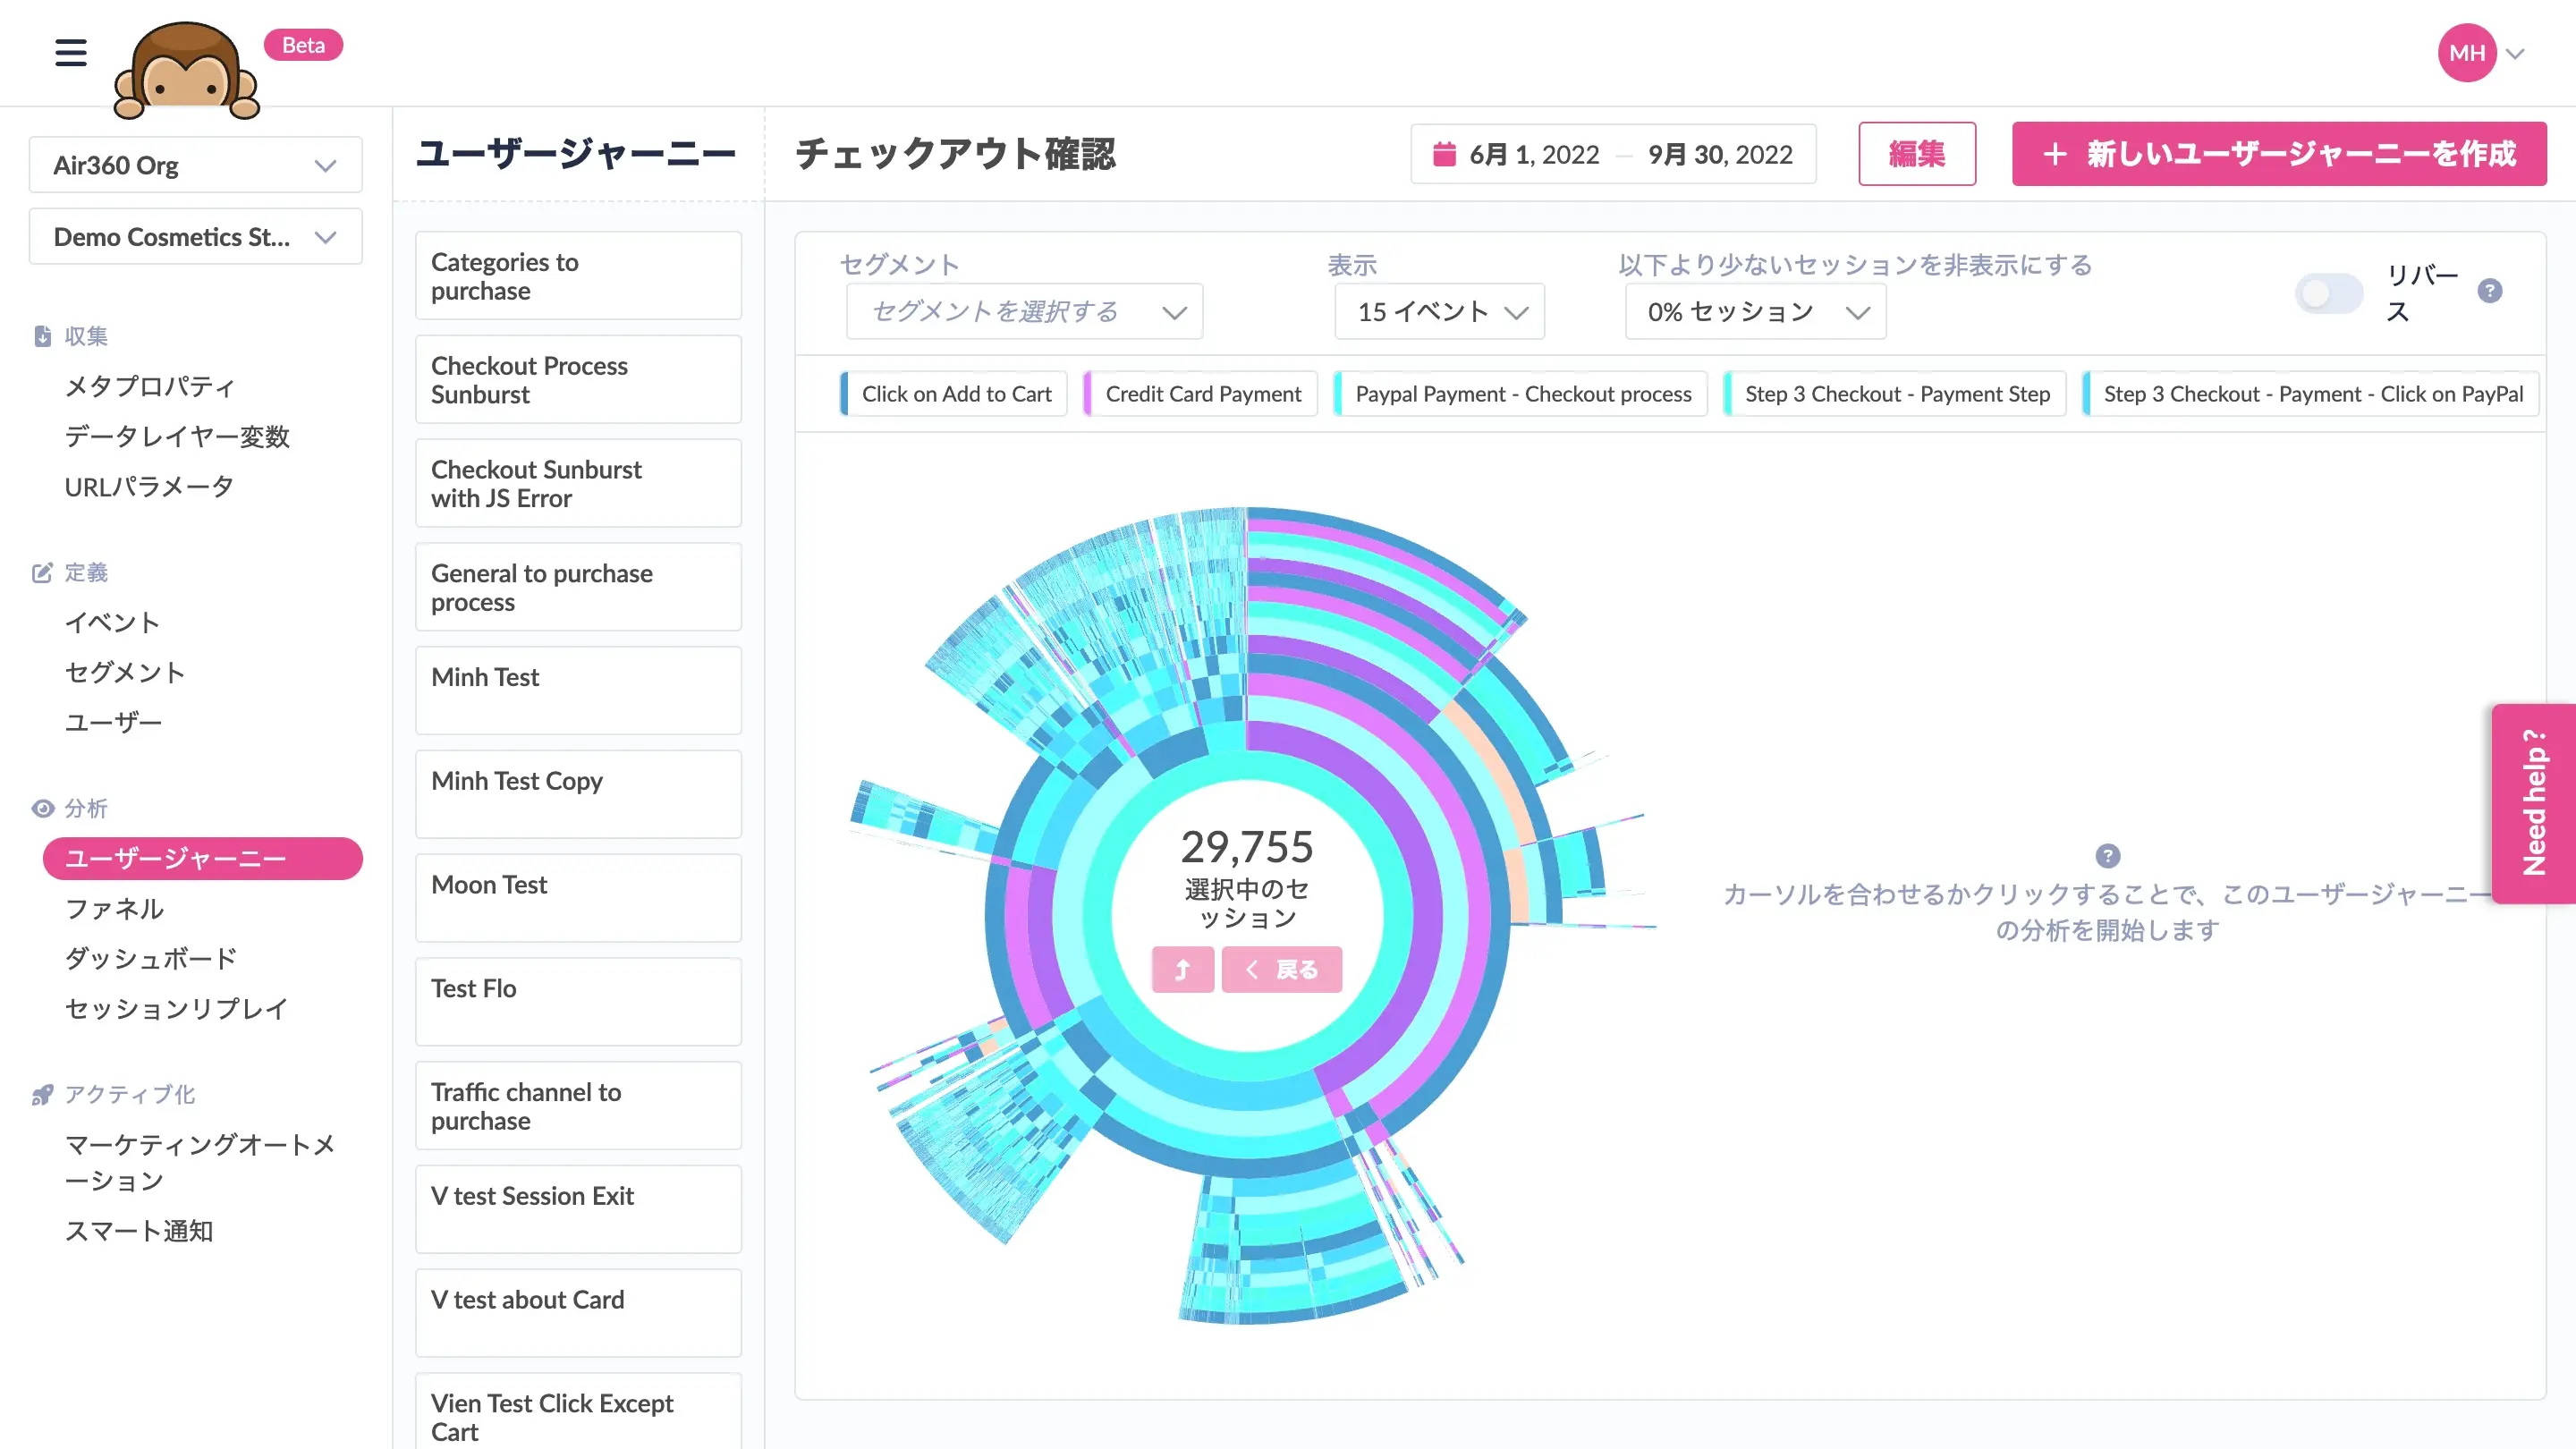 Beta
MH
Air360 Org
Demo Cosmetics St...
収集
メタプロパティ
データレイヤー変数
URLパラメータ
定義
イベント
セグメント
ユーザー
分析
ユーザージャーニー
ファネル
ダッシュボード
セッションリプレイ
アクティブ化
マーケティングオートメ
ーション
スマート通知
ユーザージャーニー
Categories to
purchase
Checkout Process
Sunburst
Checkout Sunburst
with JS Error
General to purchase
process
Minh Test
Minh Test Copy
Moon Test
Test Flo
Traffic channel to
purchase
V test Session Exit
V test about Card
Vien Test Click Except
Cart
チェックアウト確認
6月 1, 2022 — 9月 30, 2022
編集
+ 新しいユーザージャーニーを作成
セグメント
セグメントを選択する
表示
15 イベント
以下より少ないセッションを非表示にする
0% セッション
リバー
ス
?
Click on Add to Cart
Credit Card Payment
Paypal Payment - Checkout process
Step 3 Checkout - Payment Step
Step 3 Checkout - Payment - Click on PayPal
29,755
選択中のセ
ッション
戻る
?
カーソルを合わせるかクリックすることで、このユーザージャーニー
の分析を開始します
Need help ?